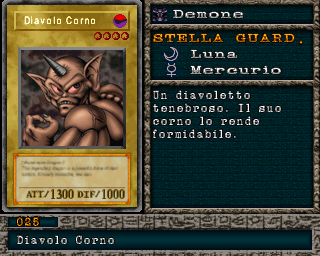 Diavolo Corno
ATT/1300 DIF/1000
Demone
STELLA GUARD.
Luna
Mercurio
Un diavoletto
tenebroso. Il suo
corno lo rende
formidabile.
025
Diavolo Corno